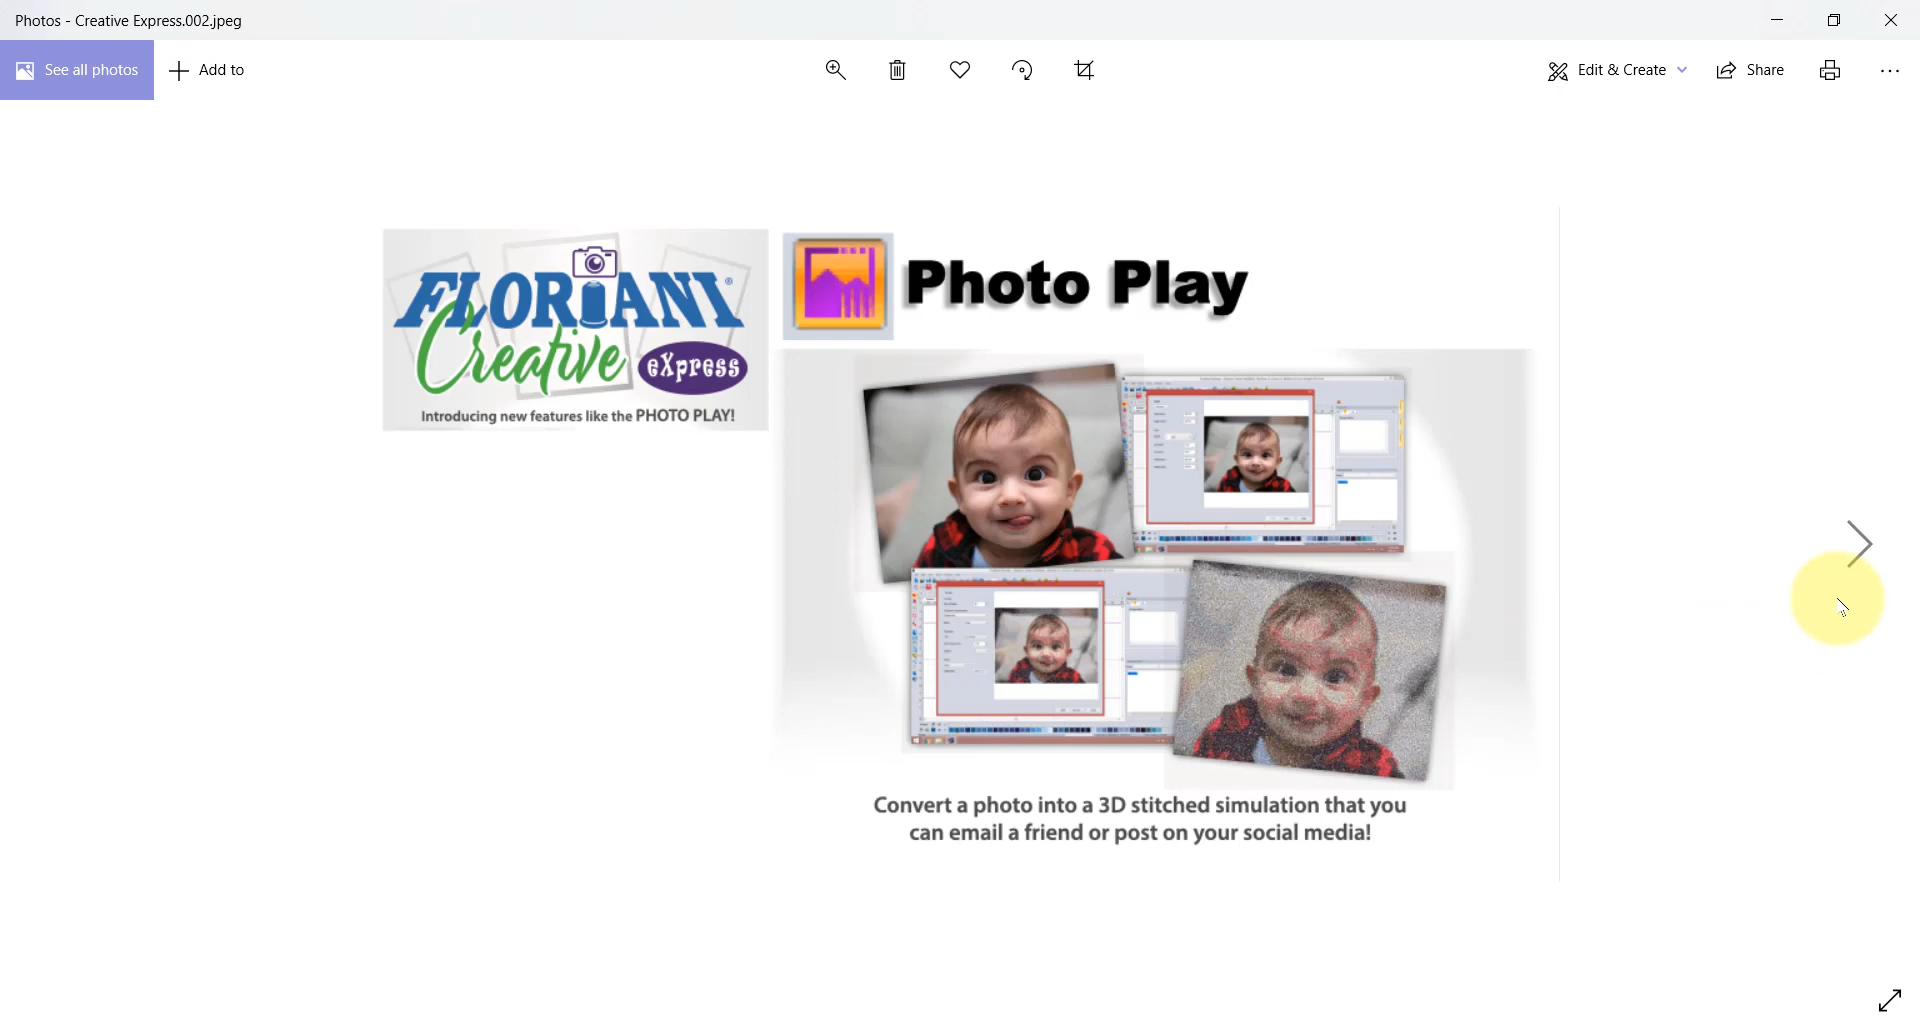 Photos - Creative Express.002.jpeg
See all photos
Add to
Edit & Create
Share
FLORIANI®
Creative
eXpress
Introducing new features like the PHOTO PLAY!
Photo Play
Convert a photo into a 3D stitched simulation that you
can email a friend or post on your social media!